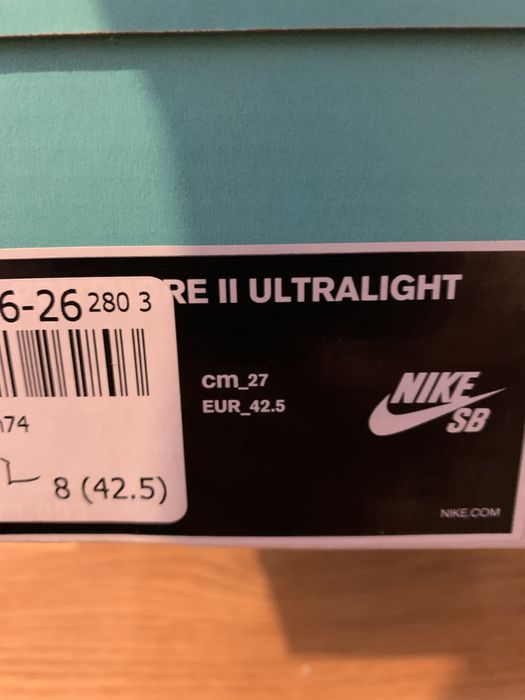 RE II ULTRALIGHT
6-26 280 3
74
8 (42.5)
cm_27
EUR_42.5
NIKE
SB
NIKE.COM